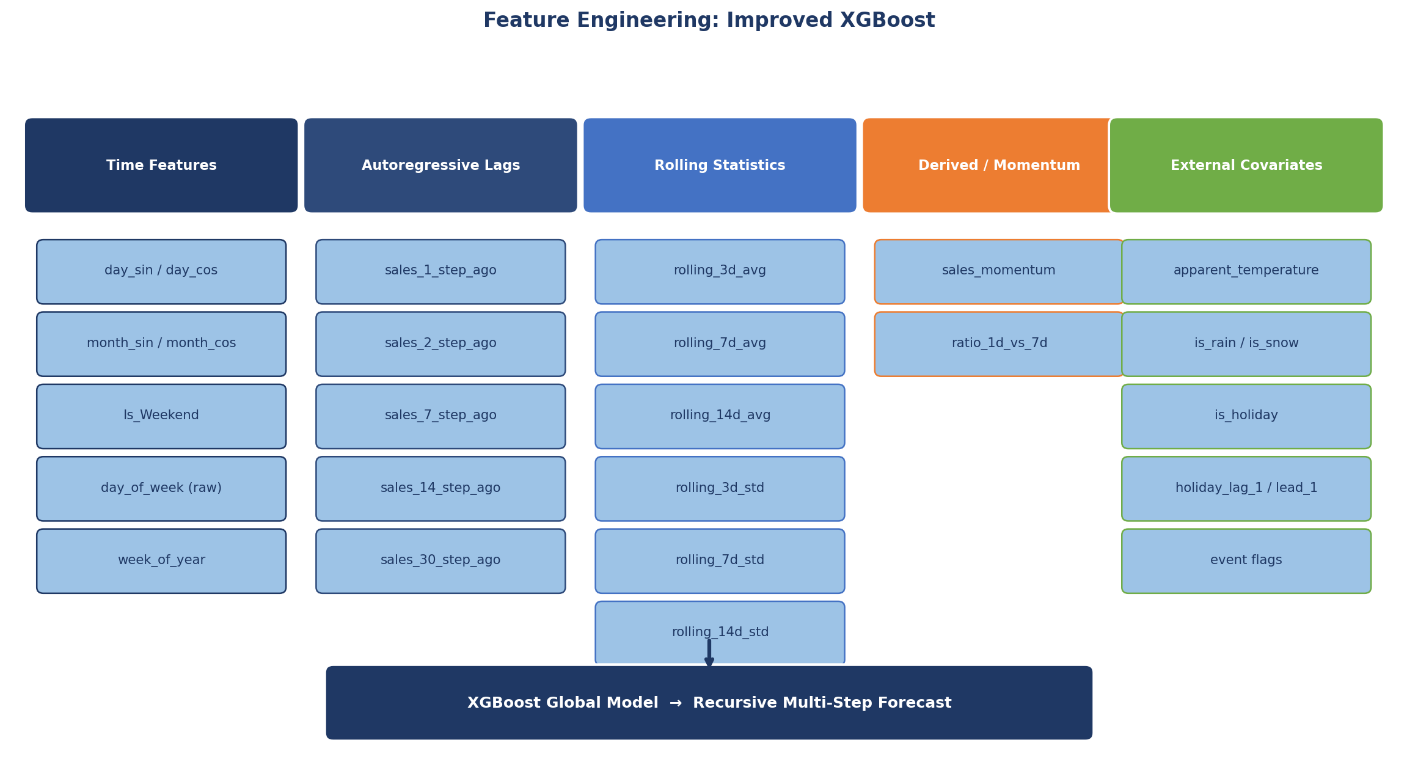 Feature Engineering: Improved XGBoost
Time Features
Autoregressive Lags
Rolling Statistics
Derived / Momentum
External Covariates
day_sin / day_cos
sales_1_step_ago
rolling_3d_avg
sales_momentum
apparent_temperature
month_sin / month_cos
sales_2_step_ago
rolling_7d_avg
ratio_1d_vs_7d
is_rain / is_snow
Is_Weekend
sales_7_step_ago
rolling_14d_avg
is_holiday
day_of_week (raw)
sales_14_step_ago
rolling_3d_std
holiday_lag_1 / lead_1
week_of_year
sales_30_step_ago
rolling_7d_std
event flags
rolling_14d_std
XGBoost Global Model → Recursive Multi-Step Forecast